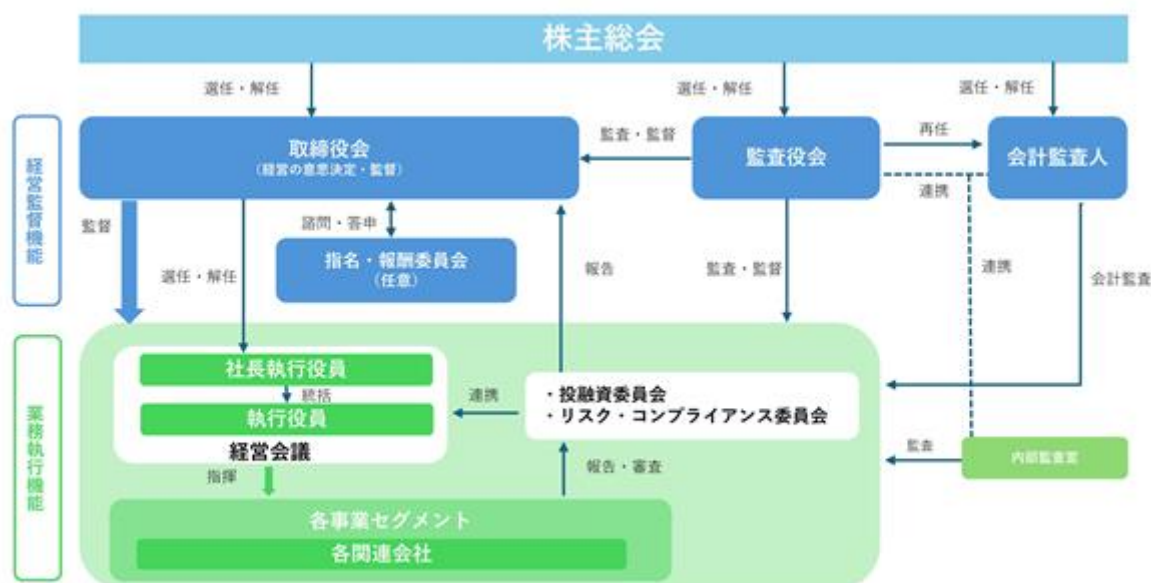 株主総会
選任・解任
選任・解任
選任・解任
経営監督機能
取締役会
(経営の意思決定・監督)
監査・監督
監査役会
再任
会計監査人
連携
監督
選任・解任
諮問・答申
指名・報酬委員会
(任意)
報告
監査・監督
連携
会計監査
業務執行機能
社長執行役員
統括
執行役員
経営会議
連携
・投融資委員会
・リスク・コンプライアンス委員会
監査
内部監査室
指揮
報告・審査
各事業セグメント
各関連会社